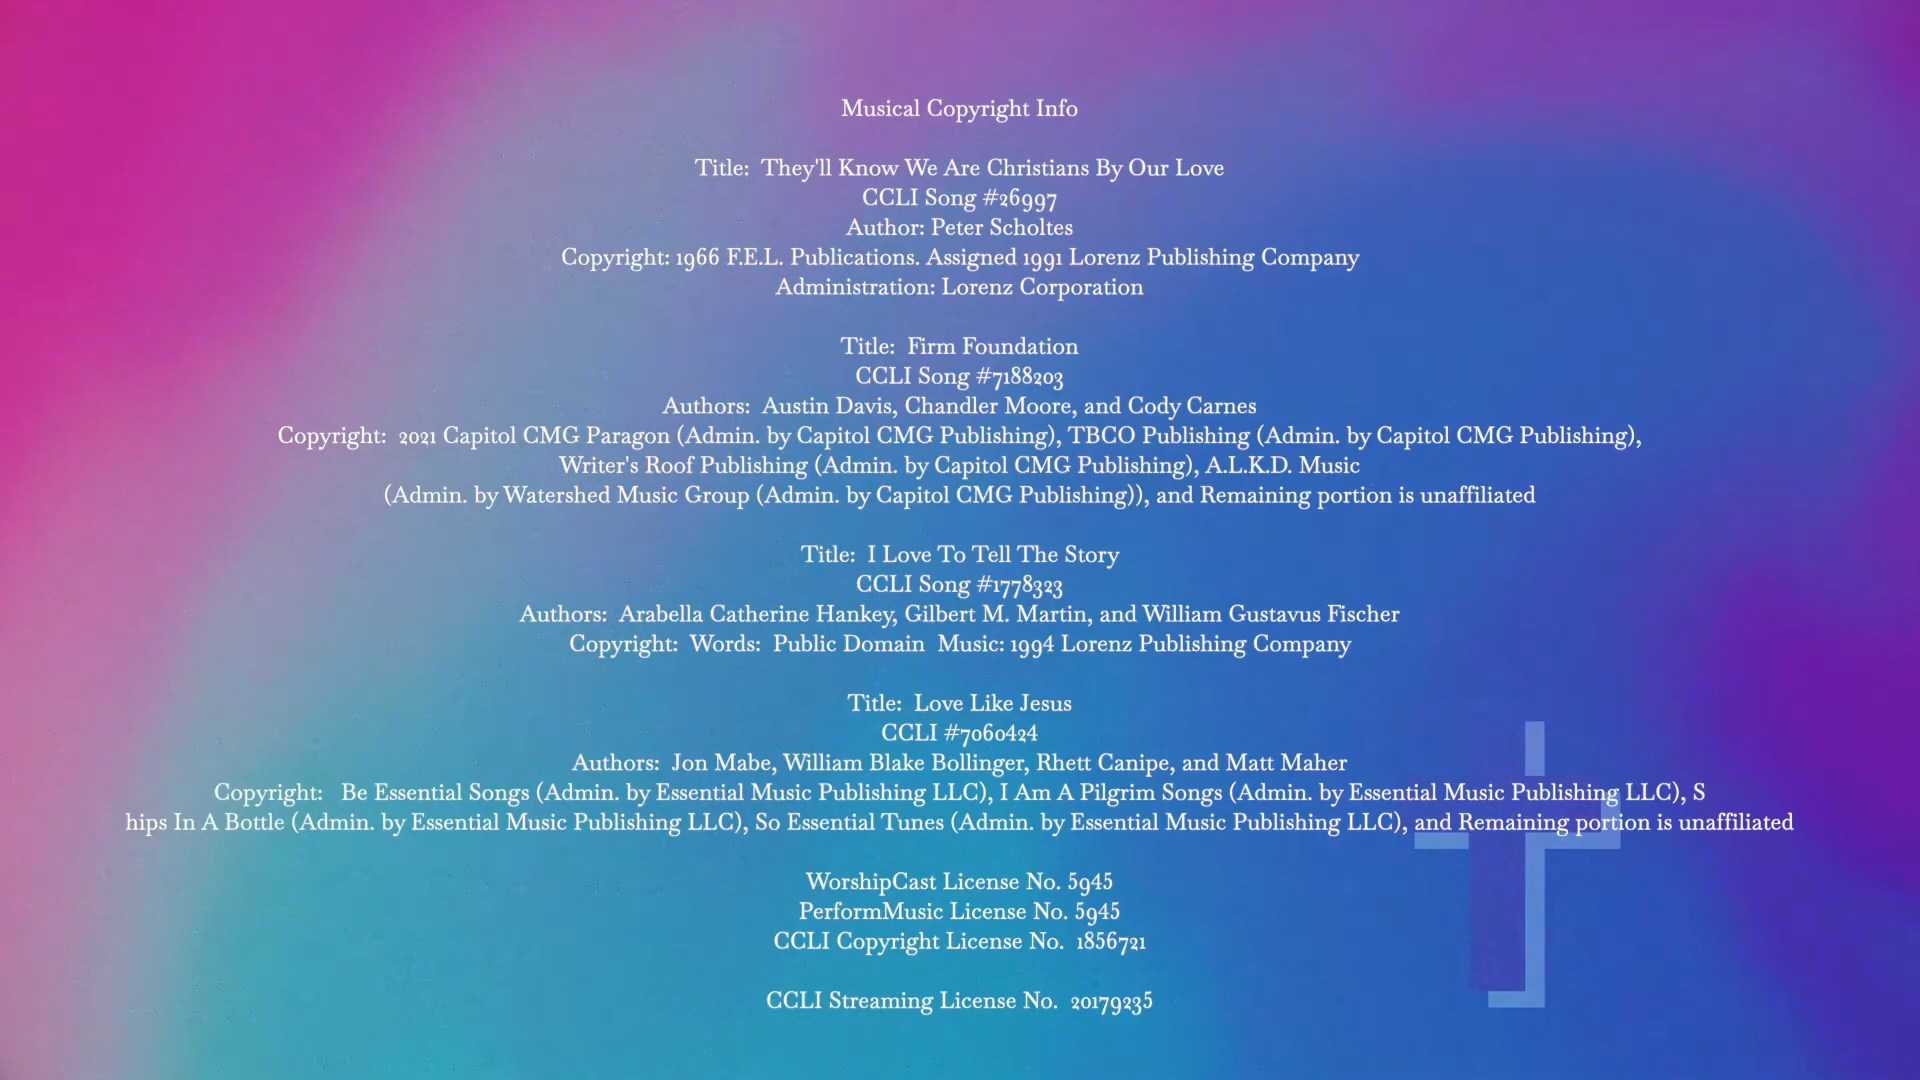 Musical Copyright Info
Title:  They'll Know We Are Christians By Our Love
CCLI Song #26997
Author: Peter Scholtes
Copyright: 1966 F.E.L. Publications. Assigned 1991 Lorenz Publishing Company
Administration: Lorenz Corporation
Title:  Firm Foundation
CCLI Song #7188203
Authors:  Austin Davis, Chandler Moore, and Cody Carnes
Copyright:  2021 Capitol CMG Paragon (Admin. by Capitol CMG Publishing), TBCO Publishing (Admin. by Capitol CMG Publishing),
Writer's Roof Publishing (Admin. by Capitol CMG Publishing), A.L.K.D. Music
(Admin. by Watershed Music Group (Admin. by Capitol CMG Publishing)), and Remaining portion is unaffiliated
Title:  I Love To Tell The Story
CCLI Song #1778323
Authors:  Arabella Catherine Hankey, Gilbert M. Martin, and William Gustavus Fischer
Copyright:  Words:  Public Domain  Music: 1994 Lorenz Publishing Company
Title:  Love Like Jesus
CCLI #7060424
Authors:  Jon Mabe, William Blake Bollinger, Rhett Canipe, and Matt Maher
Copyright:   Be Essential Songs (Admin. by Essential Music Publishing LLC), I Am A Pilgrim Songs (Admin. by Essential Music Publishing LLC), S
hips In A Bottle (Admin. by Essential Music Publishing LLC), So Essential Tunes (Admin. by Essential Music Publishing LLC), and Remaining portion is unaffiliated
WorshipCast License No. 5945
PerformMusic License No. 5945
CCLI Copyright License No.  1856721
CCLI Streaming License No.  20179235